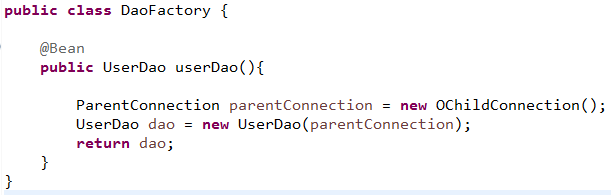 public class DaoFactory {
@Bean
public UserDao userDao(){
ParentConnection parentConnection = new OChildConnection();
UserDao dao = new UserDao(parentConnection);
return dao;
}
}